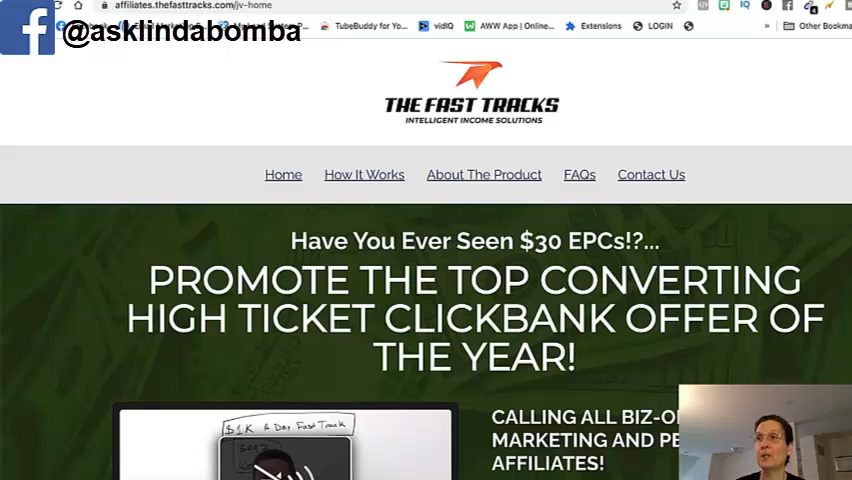 affiliates.thefasttracks.com/jv-home
@asklindabomba
TubeBuddy for Yo...
vidIQ
AWW App | Online...
Extensions
LOGIN
»
Other Bookma
THE FAST TRACKS
INTELLIGENT INCOME SOLUTIONS
Home
How It Works
About The Product
FAQs
Contact Us
Have You Ever Seen $30 EPCs!?...
PROMOTE THE TOP CONVERTING
HIGH TICKET CLICKBANK OFFER OF
THE YEAR!
$1K A Day Fast Track
CALLING ALL BIZ-O
MARKETING AND PE
AFFILIATES!